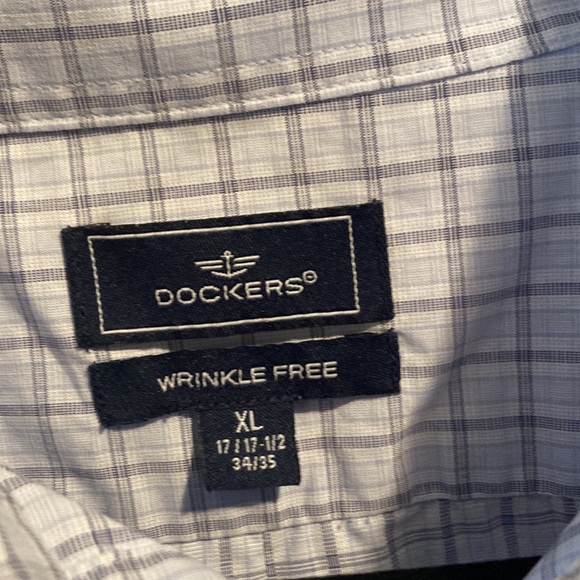 DOCKERS®
WRINKLE FREE
XL
17 / 17-1/2
34/35